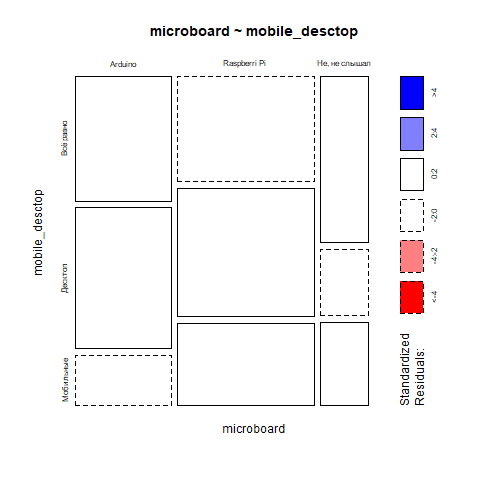 microboard ~ mobile_desctop
Arduino
Raspberri Pi
Не, не слышал
Всё равно
Десктоп
Мобильные
mobile_desctop
microboard
Standardized
Residuals:
<-4
-4:-2
-2:0
0:2
2:4
>4